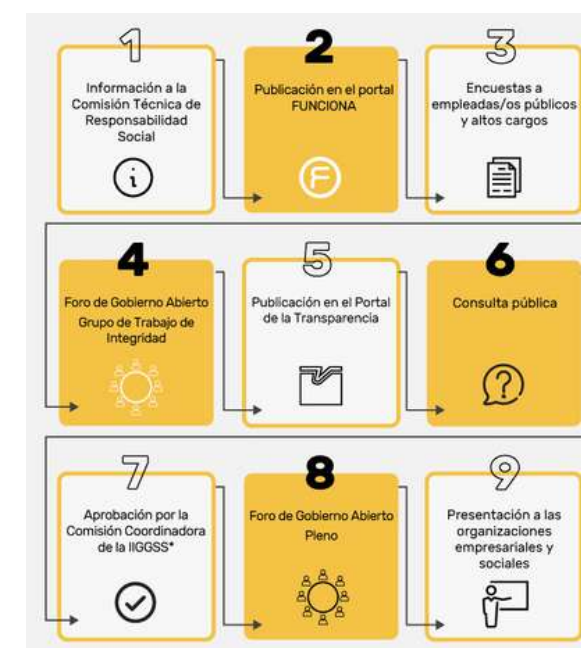 1
Información a la
Comisión Técnica de
Responsabilidad
Social
i
2
Publicación en el portal
FUNCIONA
F
3
Encuestas a
empleadas/os públicos
y altos cargos
4
Foro de Gobierno Abierto
Grupo de Trabajo de
Integridad
5
Publicación en el Portal
de la Transparencia
6
Consulta pública
?
7
Aprobación por la
Comisión Coordinadora
de la IIGGSS*
8
Foro de Gobierno Abierto
Pleno
9
Presentación a las
organizaciones
empresariales y
sociales